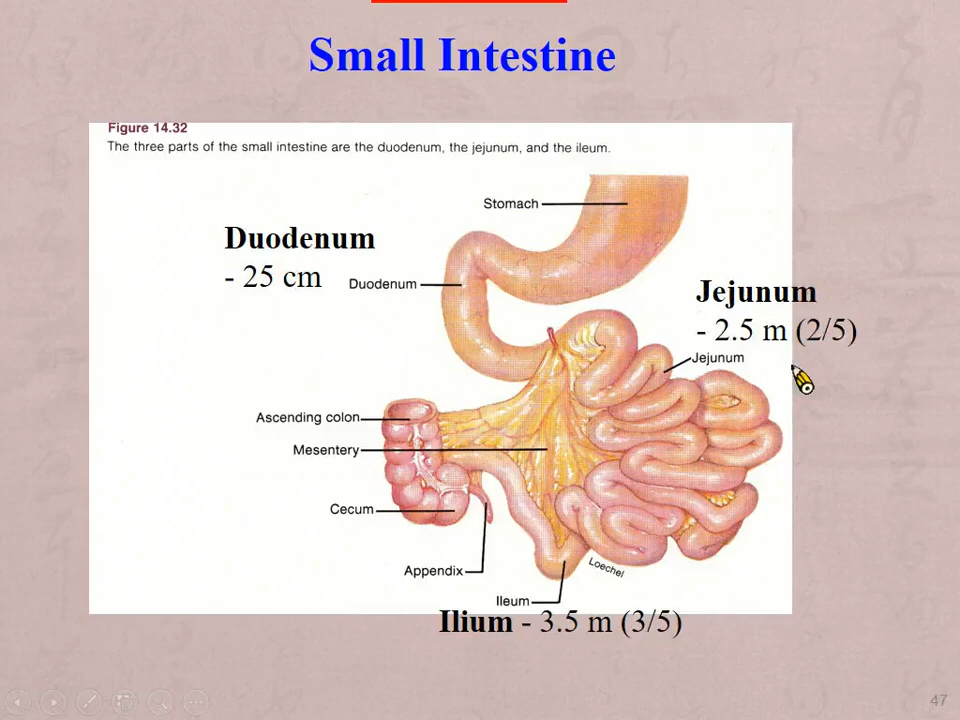 Small Intestine
Figure 14.32
The three parts of the small intestine are the duodenum, the jejunum, and the ileum.
Stomach
Duodenum
- 25 cm
Duodenum
Jejunum
- 2.5 m (2/5)
Jejunum
Ascending colon
Mesentery
Cecum
Appendix
Loechel
Ileum
Ilium - 3.5 m (3/5)
47